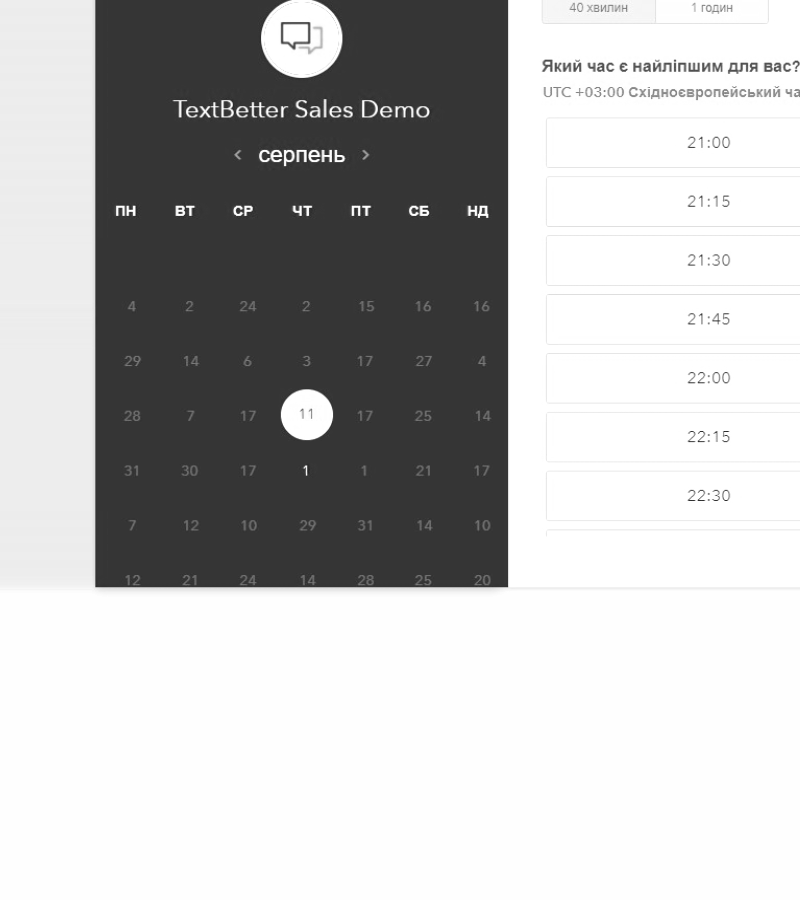 40 хвилин 1 годин
TextBetter Sales Demo
серпень
ПН ВТ СР ЧТ ПТ СБ НД
4 2 24 2 15 16 16
29 14 6 3 17 27 4
28 7 17 11 17 25 14
31 30 17 1 1 21 17
7 12 10 29 31 14 10
12 21 24 14 28 25 20
Який час є найліпшим для вас?
UTC +03:00 Східноєвропейський ча
21:00
21:15
21:30
21:45
22:00
22:15
22:30